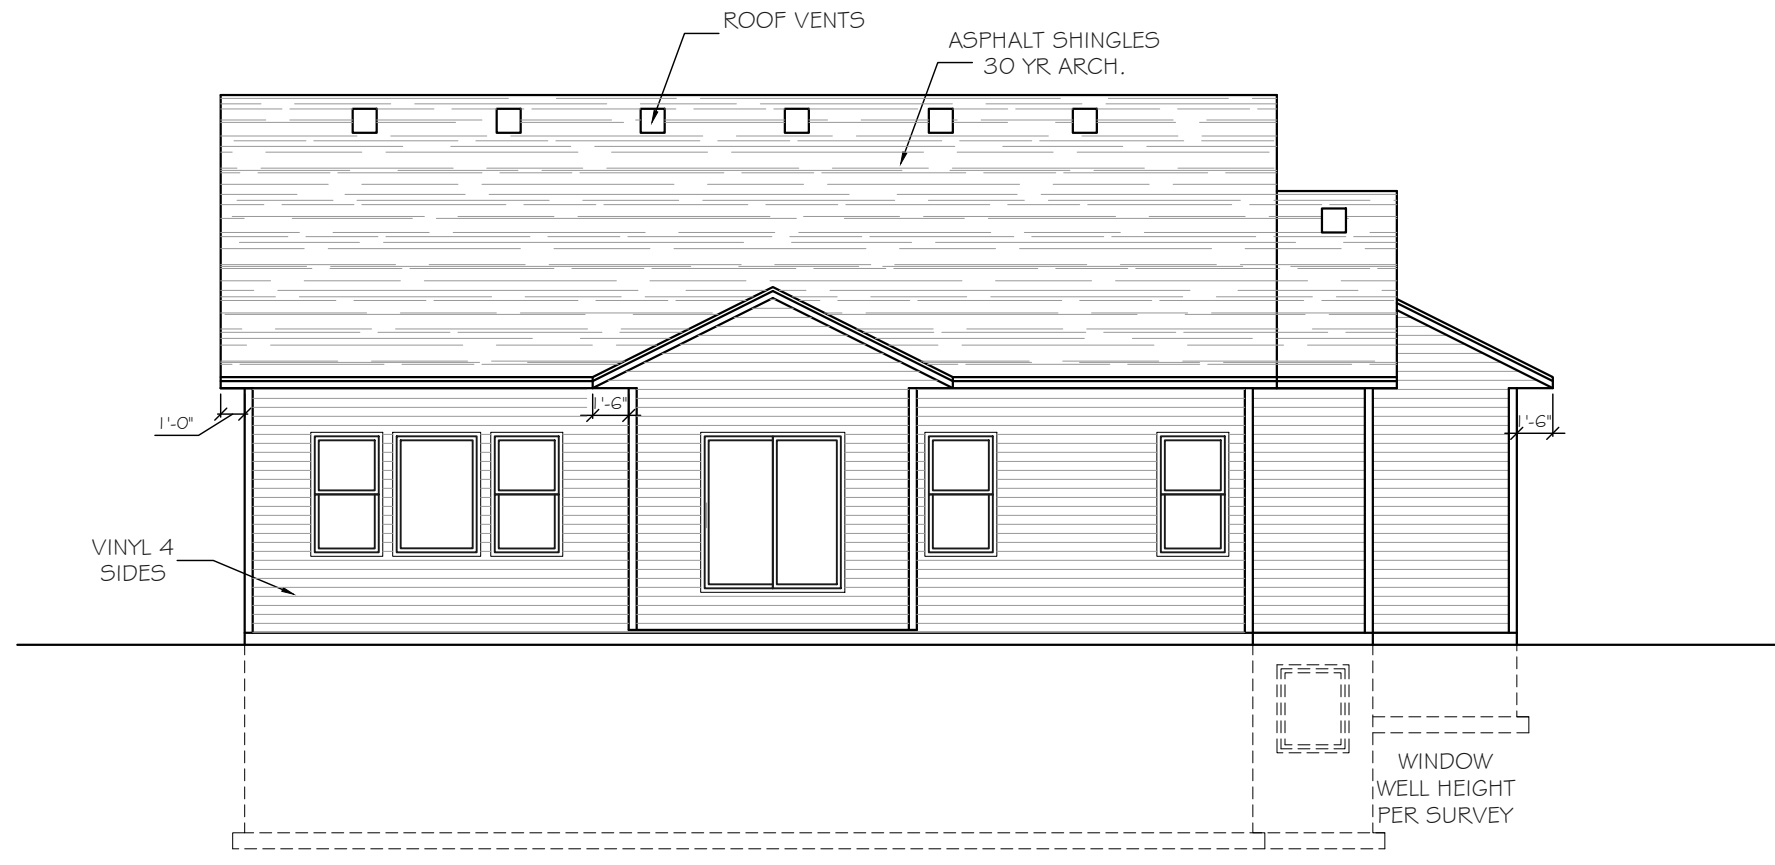 ROOF VENTS
ASPHALT SHINGLES
30 YR ARCH.
1'-0"
1'-6"
1'-6"
VINYL 4
SIDES
WINDOW
WELL HEIGHT
PER SURVEY